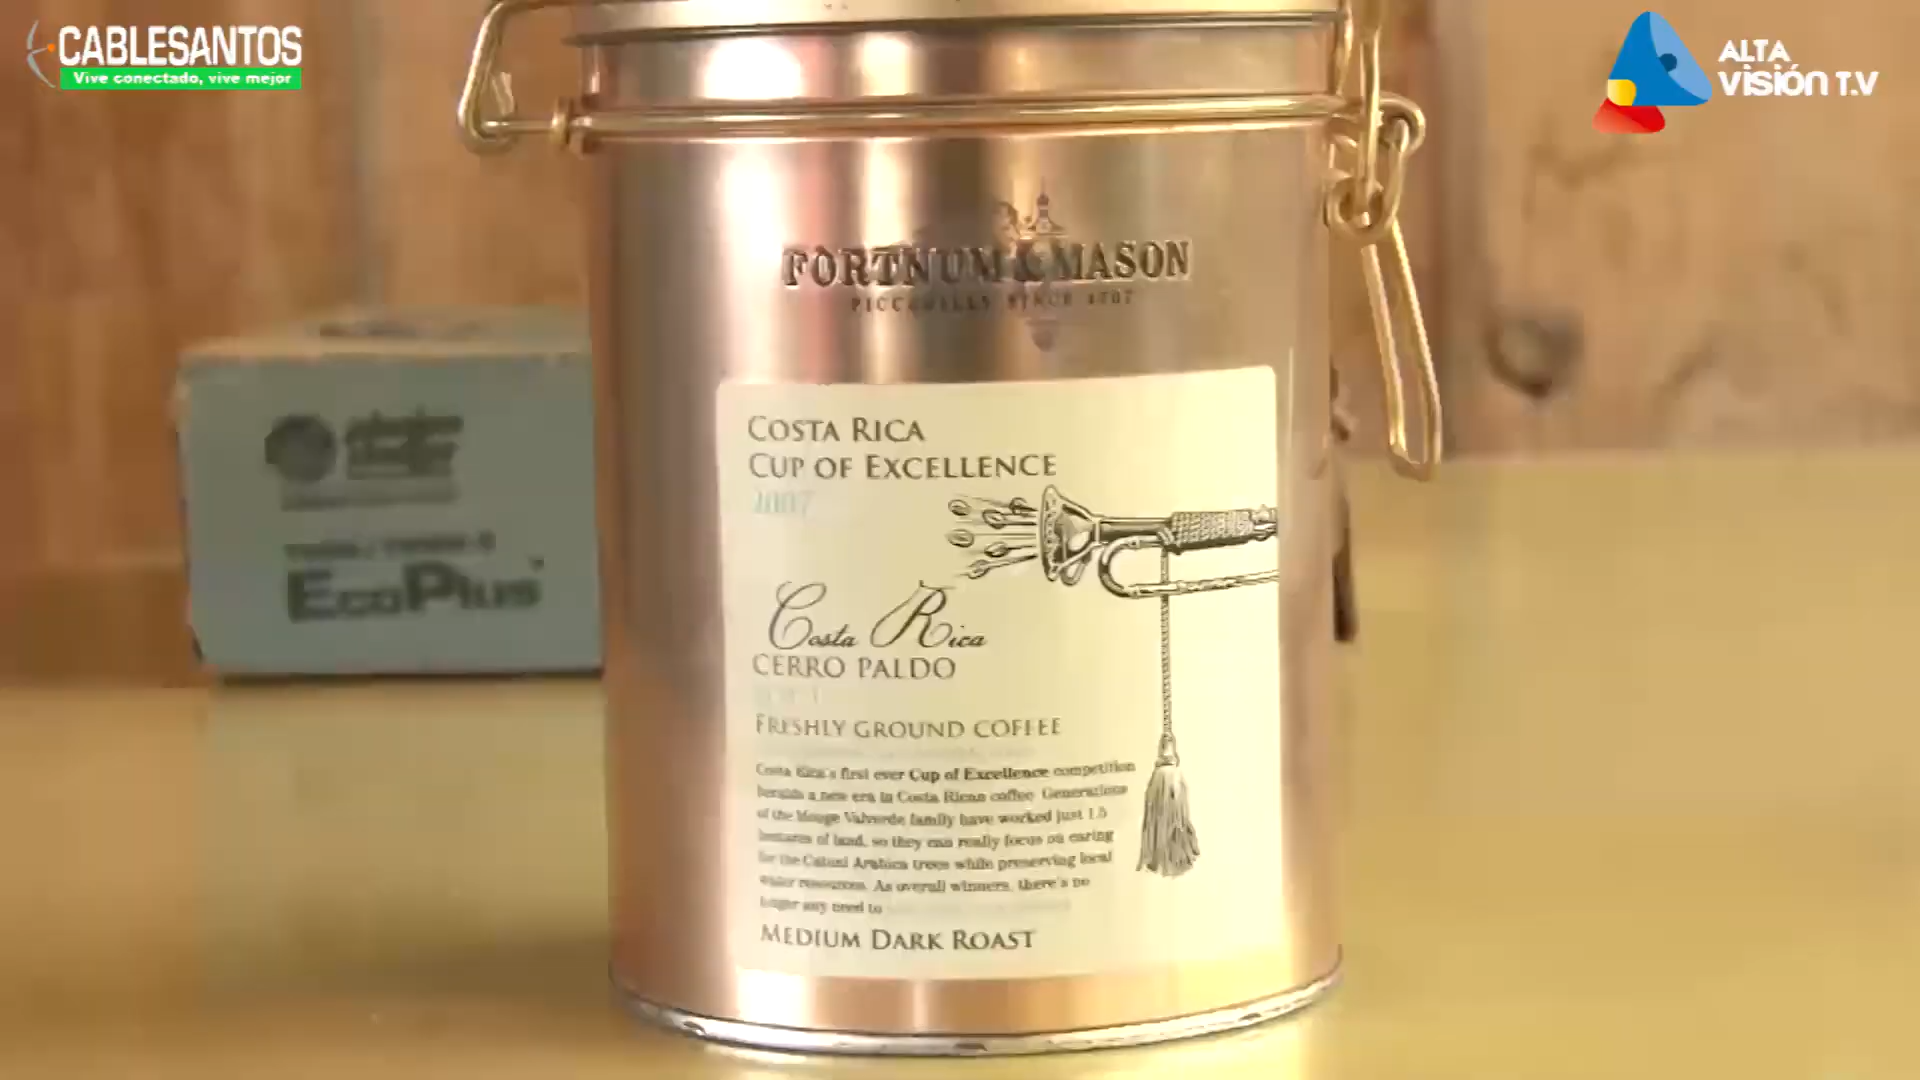 CABLESANTOS
Vive conectado, vive mejor
ALTA
VISIÓN T.V
FORTNUM & MASON
PICCADILLY SINCE 1707
COSTA RICA
CUP OF EXCELLENCE
2007
Costa Rica
CERRO PALDO
FRESHLY GROUND COFFEE
Costa Rica's first ever Cup of Excellence competition
heralds a new era in Costa Rican coffee. Generations
of the Monge Valverde family have worked just 1.5
hectares of land, so they can really focus on caring
for the Catuai Arabica trees while preserving local
water resources. As overall winners, there's no
longer any need to
MEDIUM DARK ROAST
EcoPlus